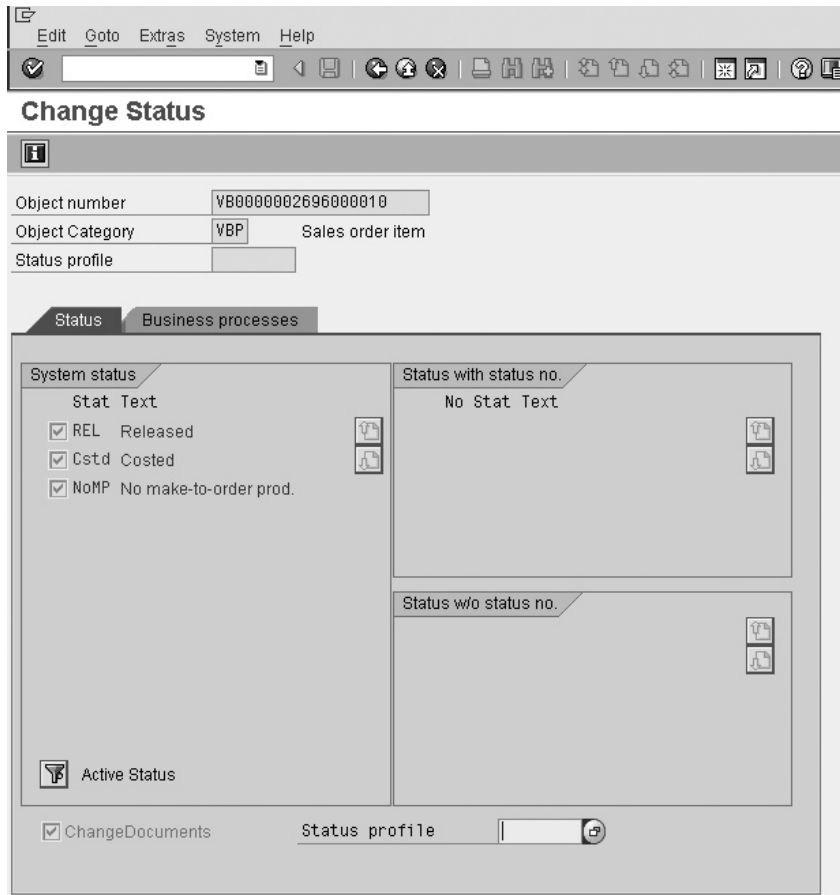 Edit Goto Extras System Help
Change Status
Object number VB0000002696000010
Object Category VBP Sales order item
Status profile
Status Business processes
System status
Stat Text
REL Released
Cstd Costed
NoMP No make-to-order prod.
Active Status
Status with status no.
No Stat Text
Status w/o status no.
ChangeDocuments Status profile